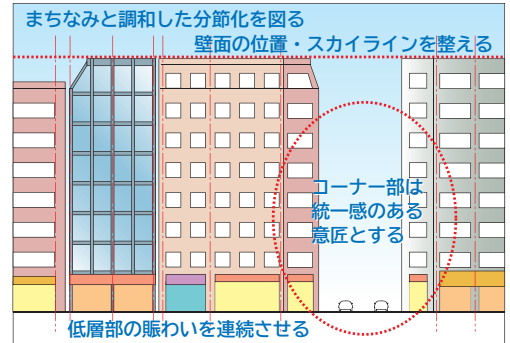 まちなみと調和した分節化を図る
壁面の位置・スカイラインを整える
コーナー部は
統一感のある
意匠とする
低層部の賑わいを連続させる